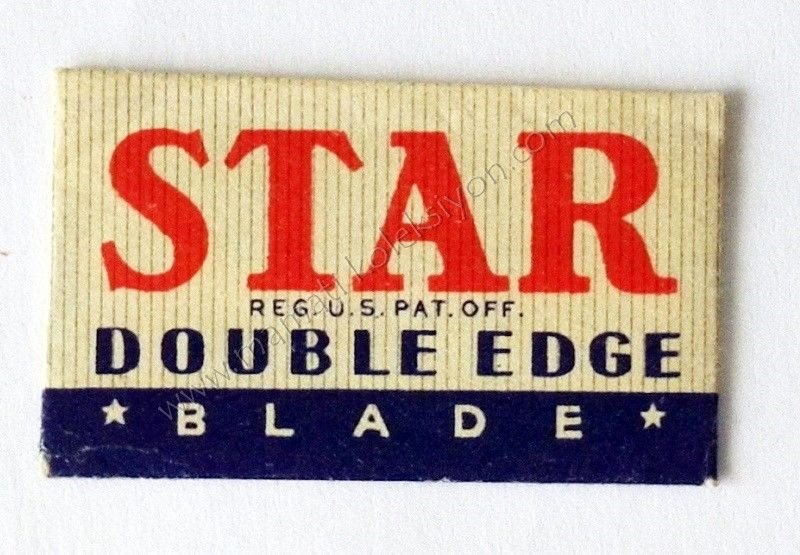 STAR
REG. U.S. PAT. OFF.
DOUBLE EDGE
★ BLADE ★